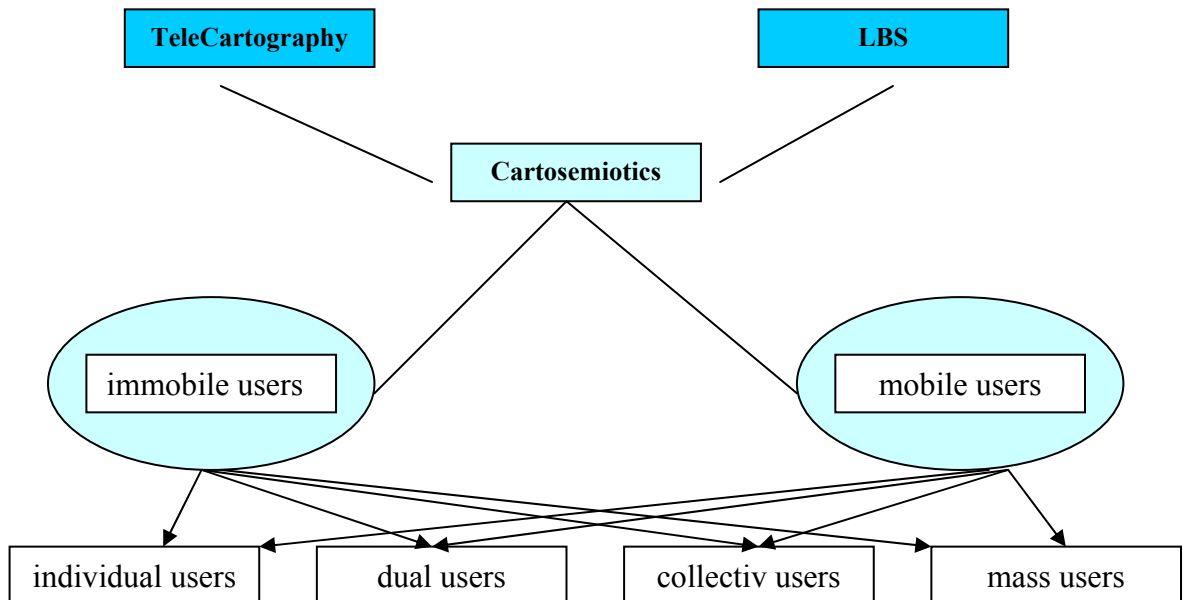 TeleCartography
LBS
Cartosemiotics
immobile users
mobile users
individual users
dual users
collectiv users
mass users